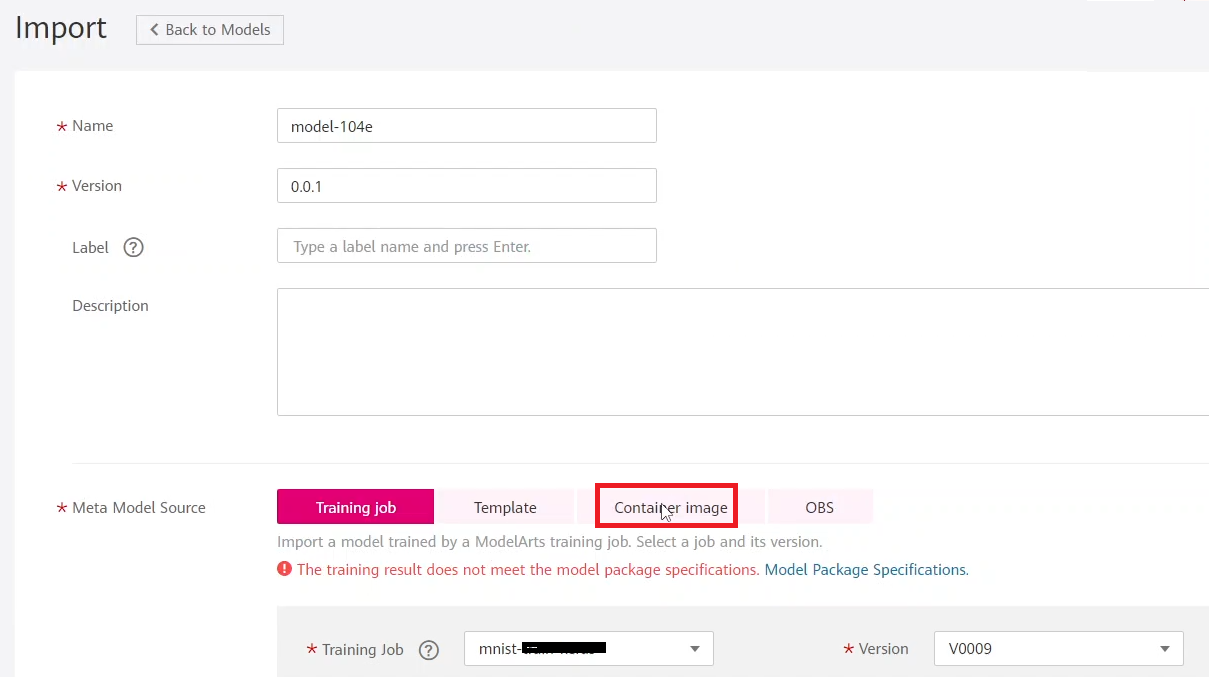 Import
Back to Models
* Name
model-104e
* Version
0.0.1
Label ?
Type a label name and press Enter.
Description
* Meta Model Source
Training job Template Container image OBS
Import a model trained by a ModelArts training job. Select a job and its version.
The training result does not meet the model package specifications. Model Package Specifications.
* Training Job ? mnist- * Version V0009